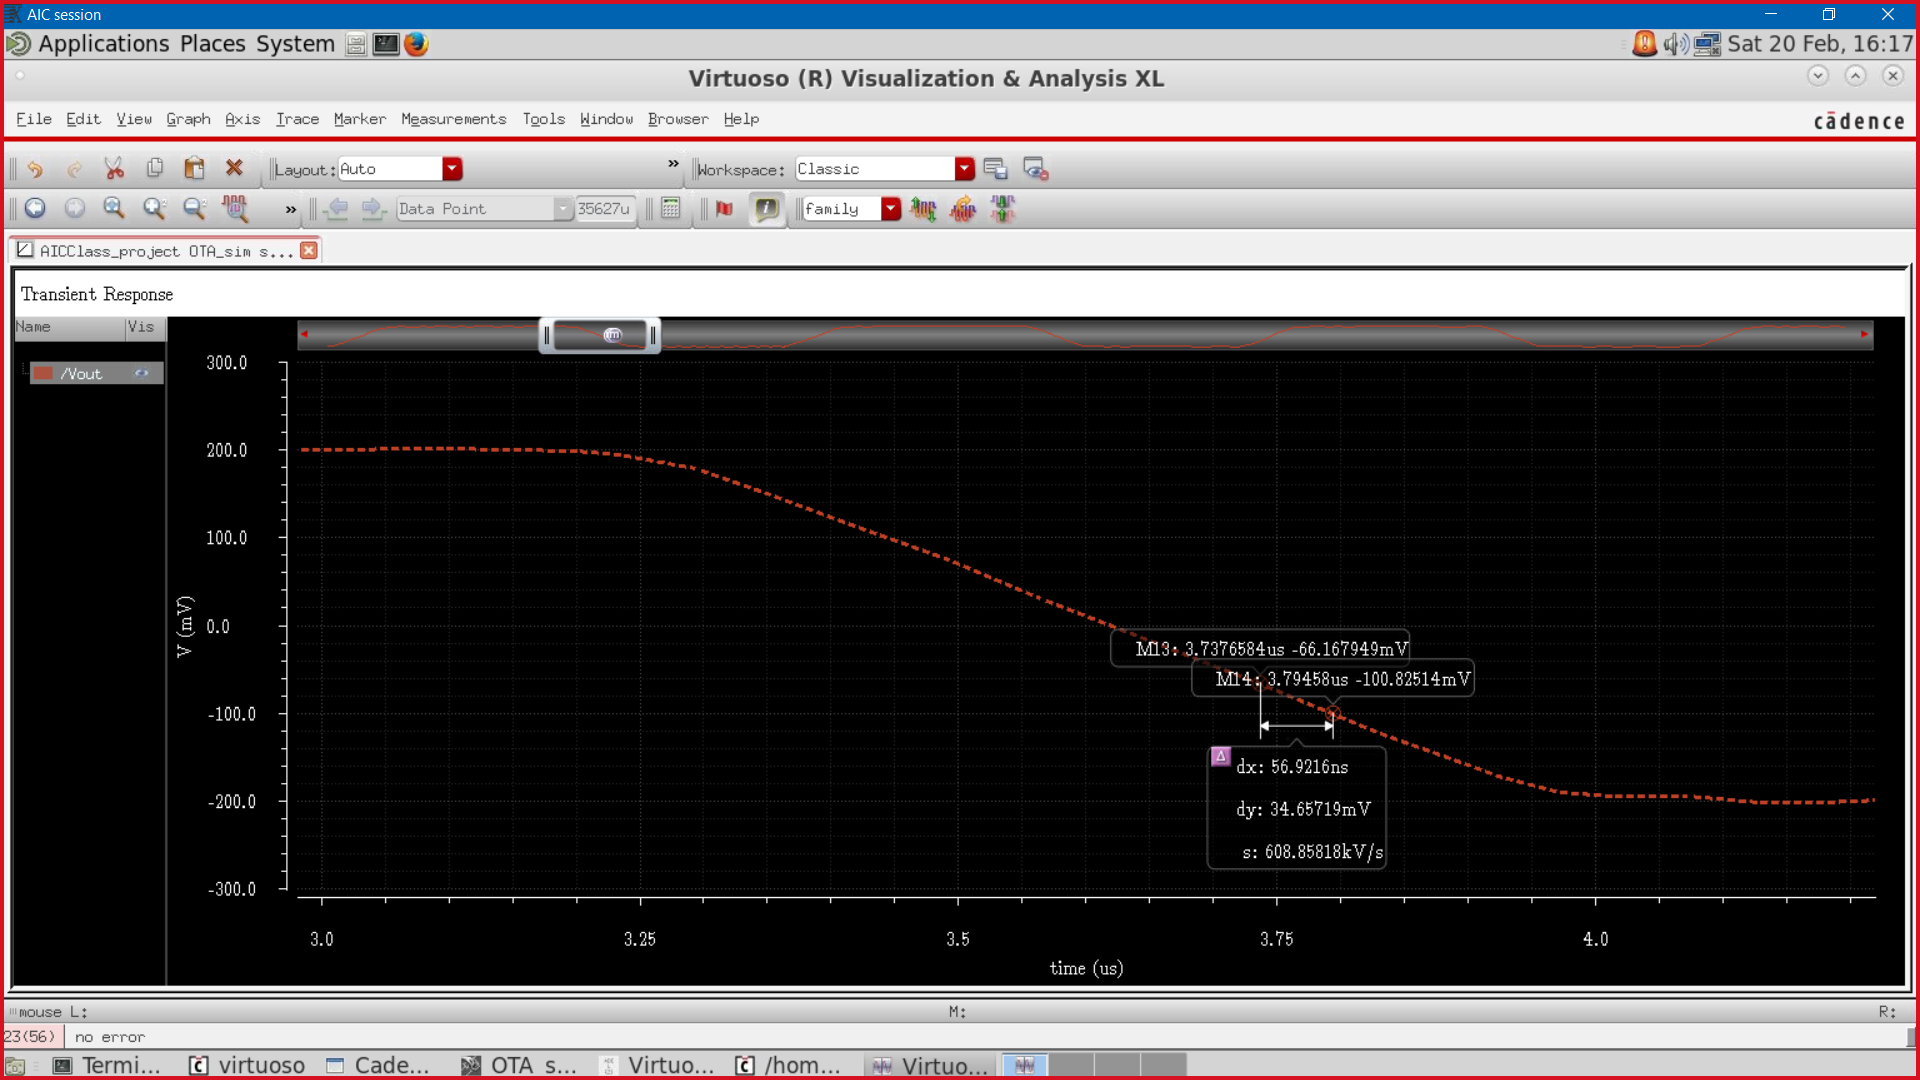 AIC session
Applications Places System
Sat 20 Feb, 16:17
Virtuoso (R) Visualization & Analysis XL
File Edit View Graph Axis Trace Marker Measurements Tools Window Browser Help
cādence
Layout: Auto
» Workspace: Classic
» Data Point 35627u family
AICClass_project OTA_sim s...
Transient Response
Name Vis
/Vout
300.0
200.0
100.0
0.0
-100.0
-200.0
-300.0
V (mV)
M13: 3.7376584us -66.167949mV
M14: 3.79458us -100.82514mV
Δ
dx: 56.9216ns
dy: 34.65719mV
s: 608.85818kV/s
3.0 3.25 3.5 3.75 4.0
time (us)
mouse L: M: R:
23(56) no error
Termi... virtuoso Cade... OTA s... Virtuo... /hom... Virtuo...